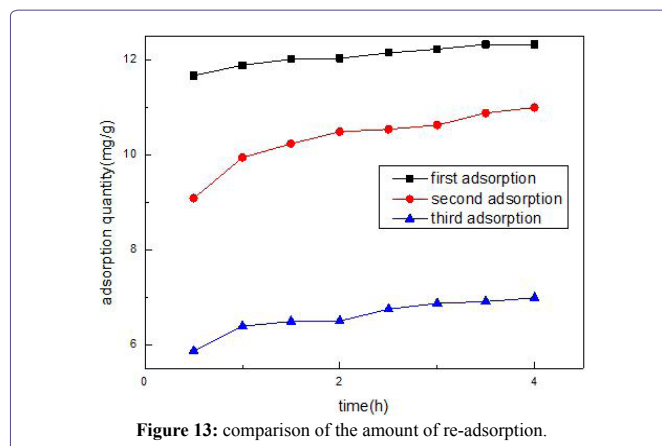 12
10
8
6
adsorption quantity(mg/g)
first adsorption
second adsorption
third adsorption
0
2
4
time(h)
Figure 13: comparison of the amount of re-adsorption.